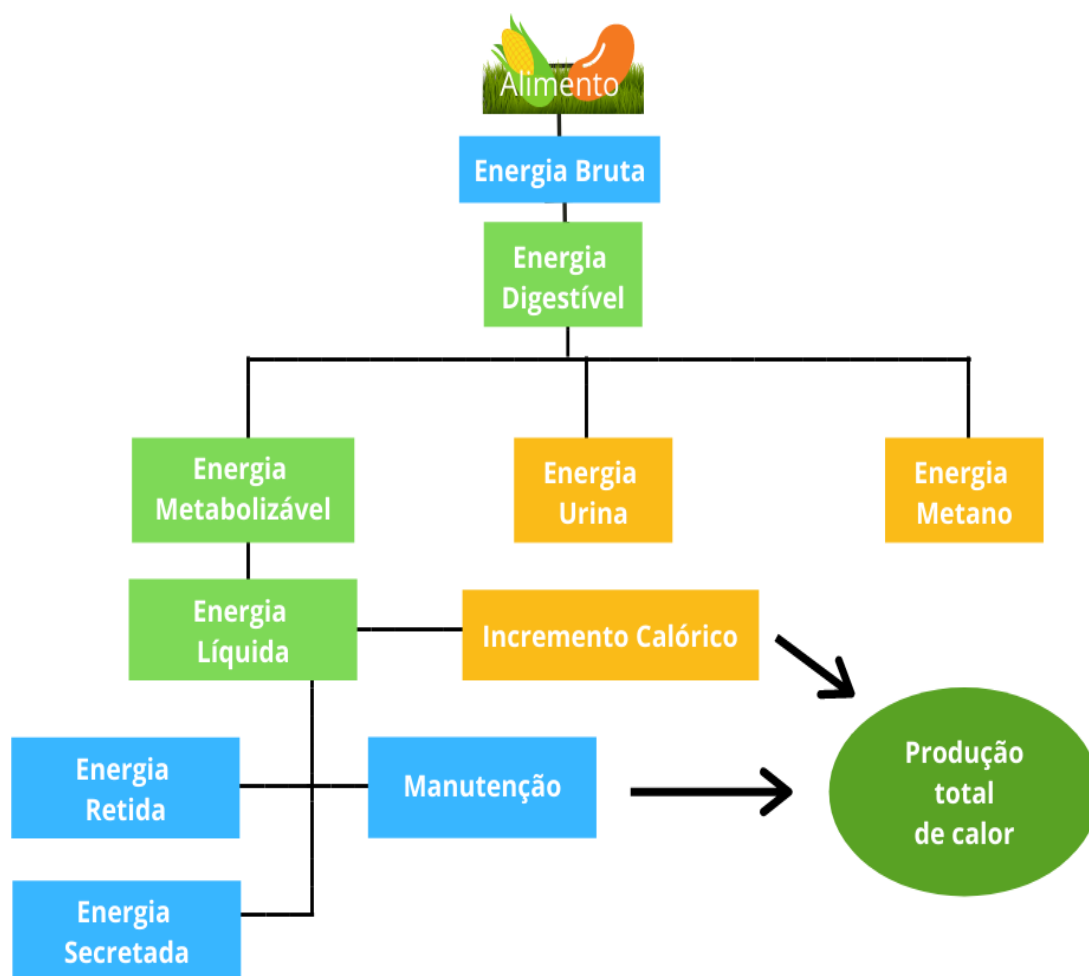 Alimento
Energia Bruta
Energia
Digestível
Energia
Metabolizável
Energia
Urina
Energia
Metano
Energia
Líquida
Incremento Calórico
Energia
Retida
Manutenção
Produção
total
de calor
Energia
Secretada